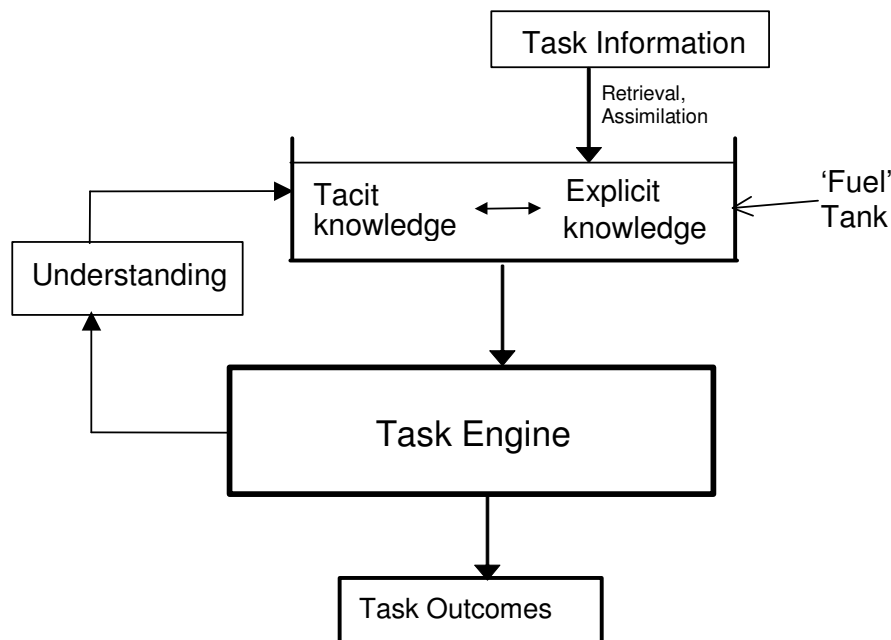 Task Information
Retrieval,
Assimilation
Tacit
knowledge
Explicit
knowledge
‘Fuel’
Tank
Understanding
Task Engine
Task Outcomes